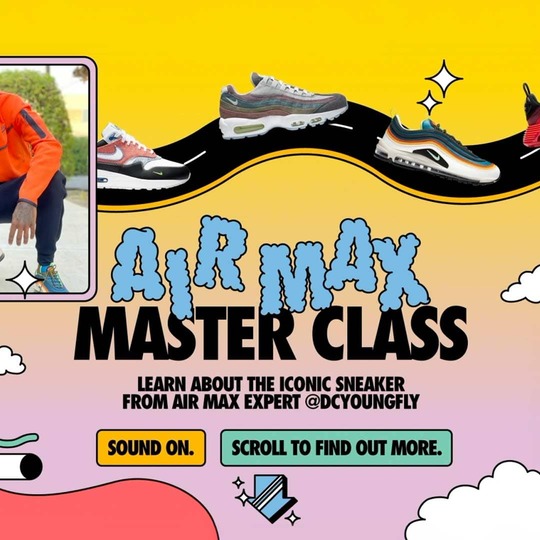 AIR MAX
MASTER CLASS
LEARN ABOUT THE ICONIC SNEAKER
FROM AIR MAX EXPERT @DCYOUNGFLY
SOUND ON.
SCROLL TO FIND OUT MORE.